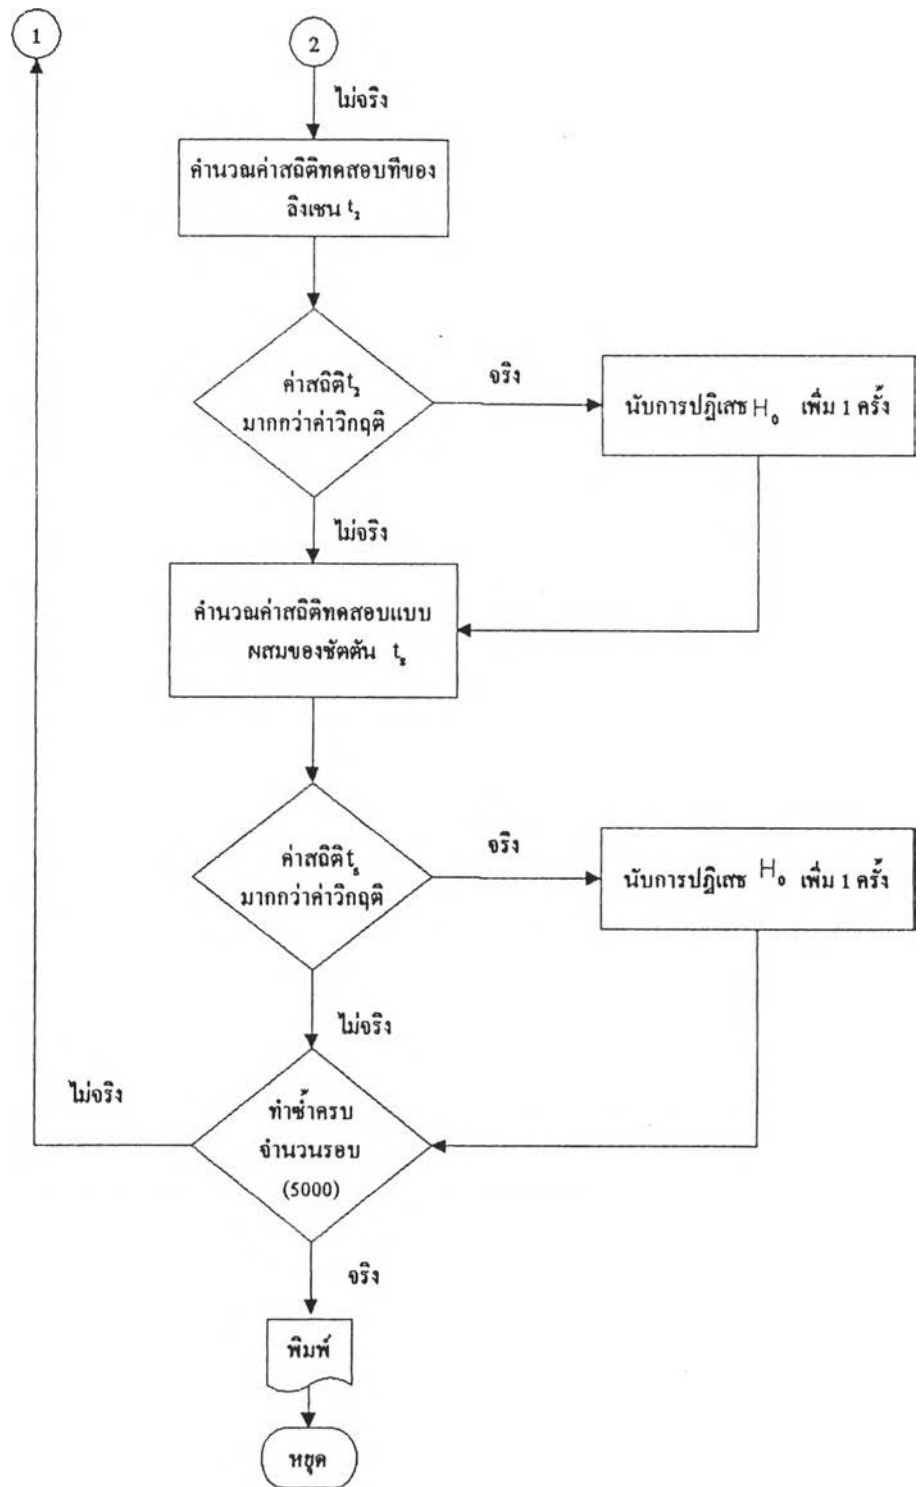 1
2
ไม่จริง
คำนวณค่าสถิติทดสอบทีของ
ลิงเชน t₂
ค่าสถิติ t₂
มากกว่าค่าวิกฤติ
จริง
นับการปฏิเสธ H₀ เพิ่ม 1 ครั้ง
ไม่จริง
คำนวณค่าสถิติทดสอบแบบ
ผสมของชัตตัน tₛ
ค่าสถิติ tₛ
มากกว่าค่าวิกฤติ
จริง
นับการปฏิเสธ H₀ เพิ่ม 1 ครั้ง
ไม่จริง
ไม่จริง
ทำซ้ำครบ
จำนวนรอบ
(5000)
จริง
พิมพ์
หยุด